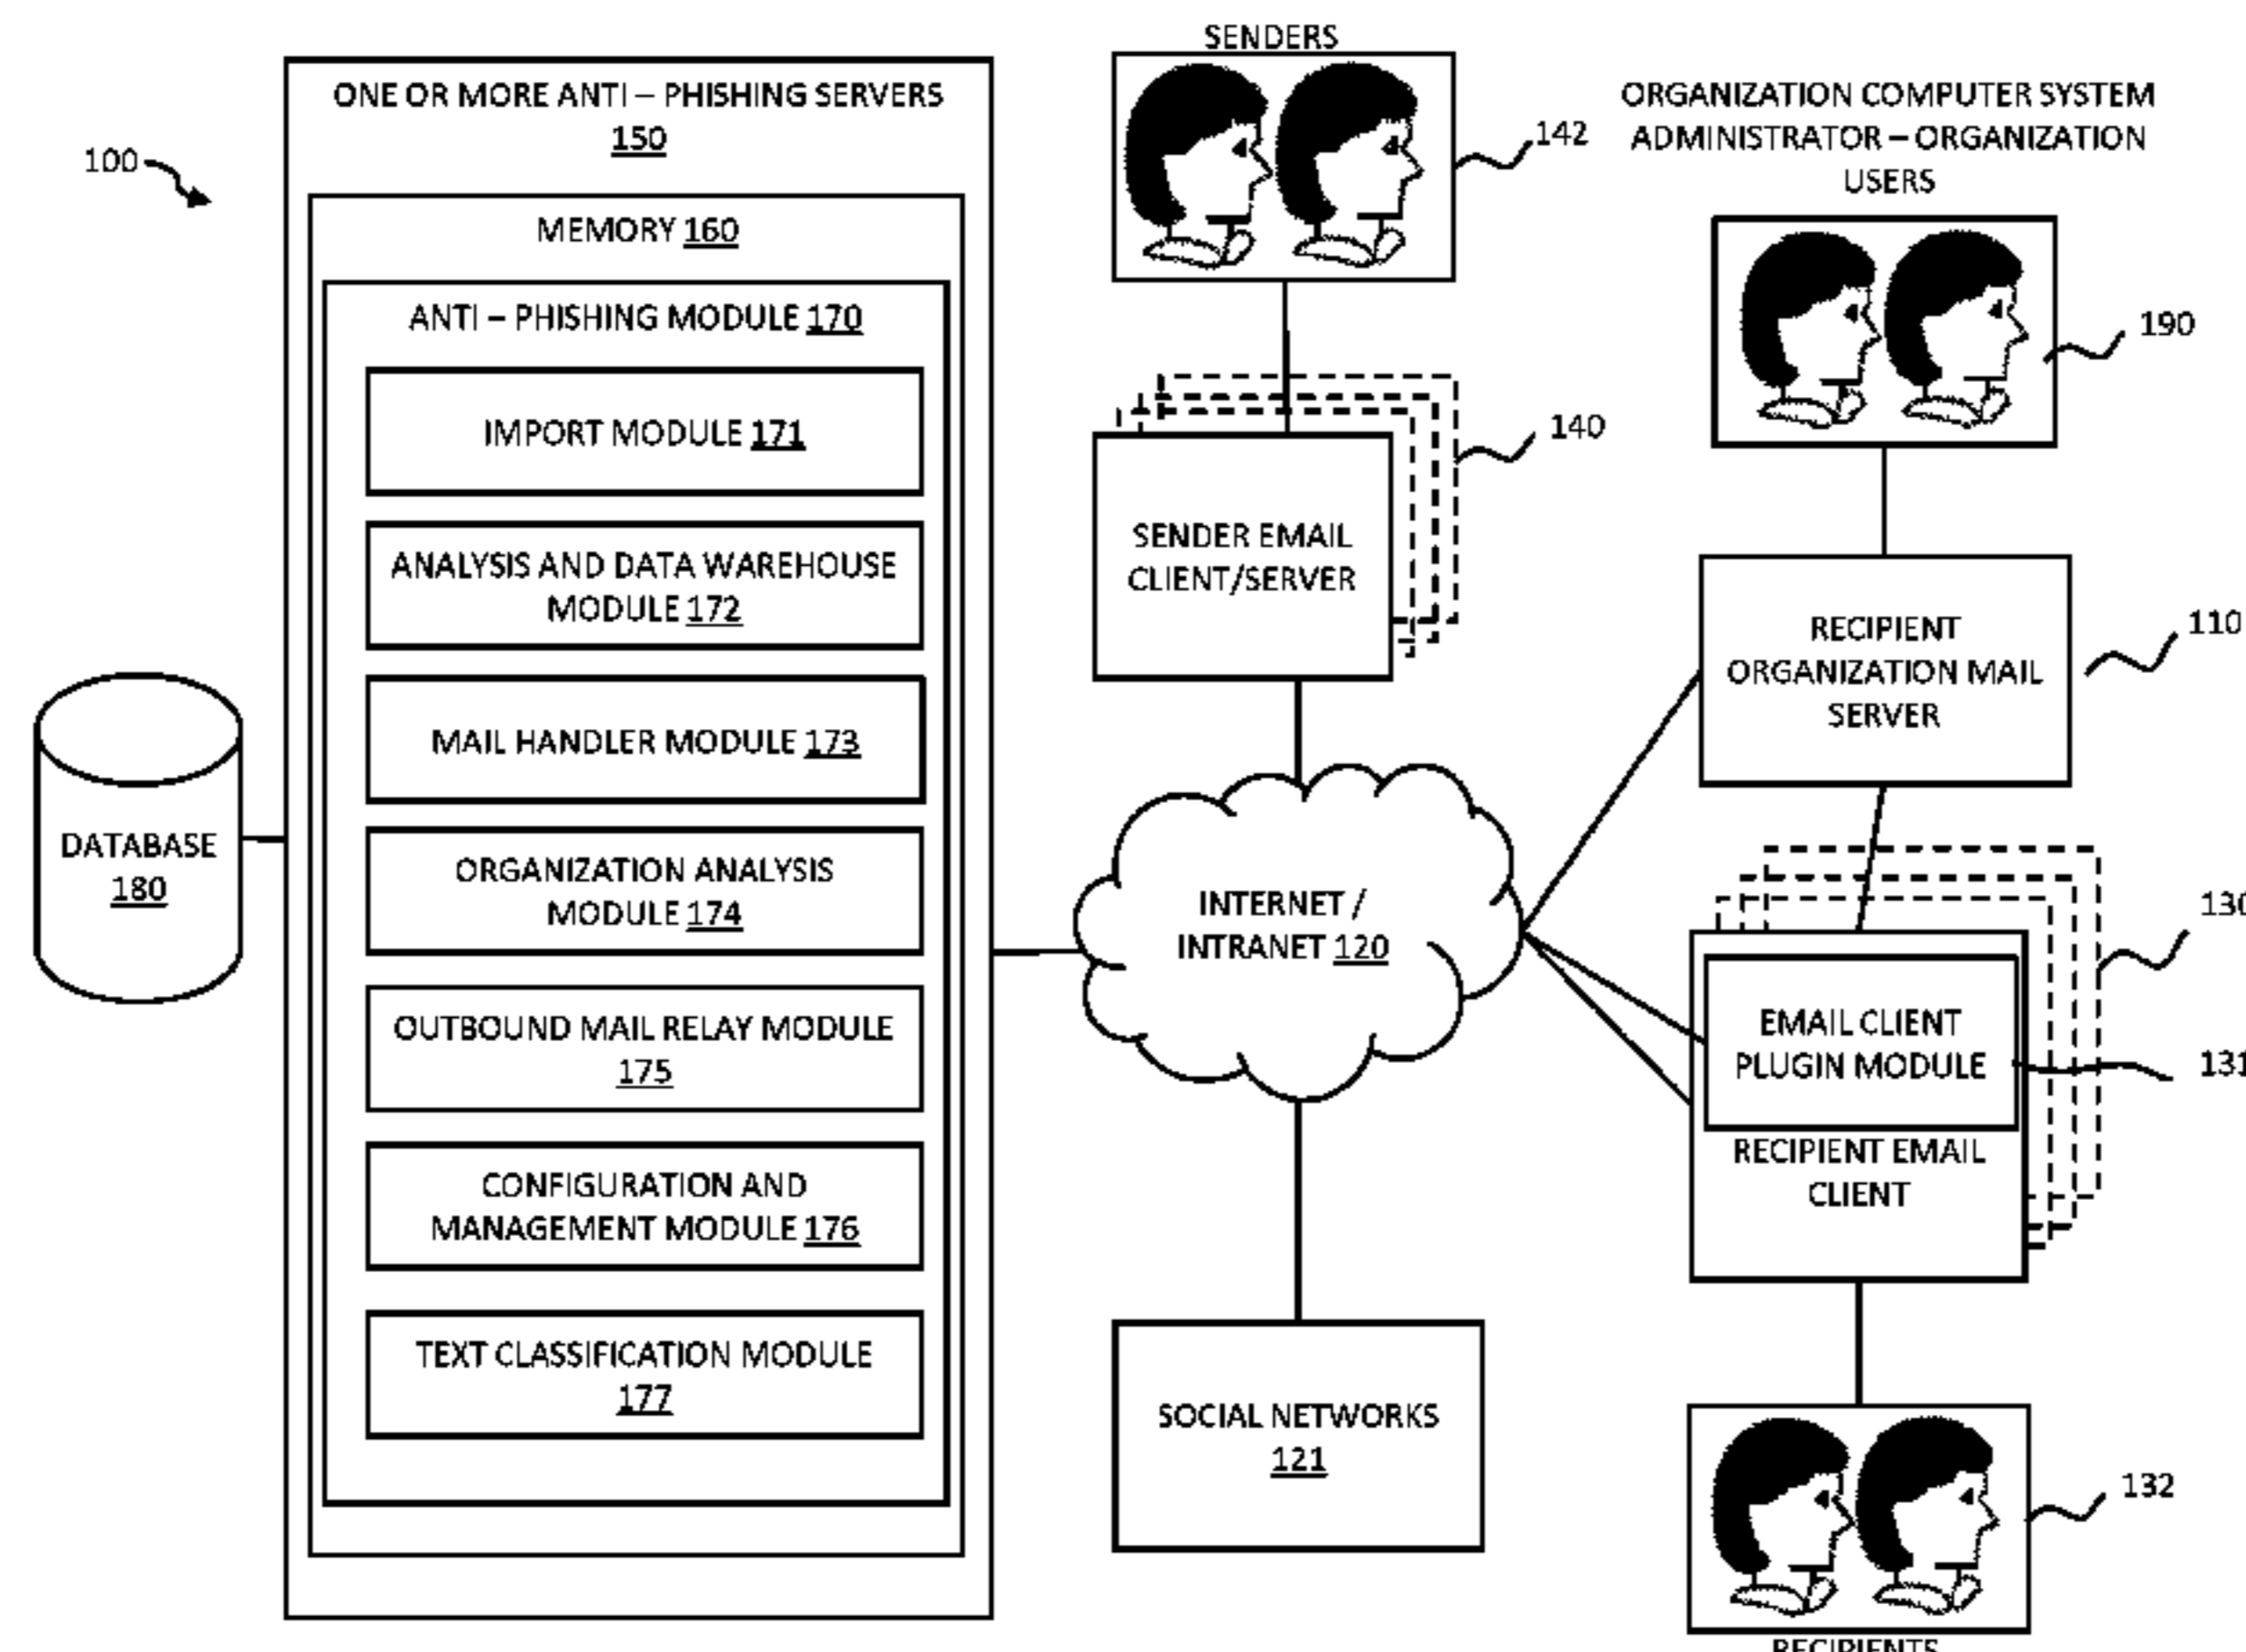 100
ONE OR MORE ANTI – PHISHING SERVERS
150
MEMORY 160
ANTI – PHISHING MODULE 170
IMPORT MODULE 171
ANALYSIS AND DATA WAREHOUSE
MODULE 172
MAIL HANDLER MODULE 173
ORGANIZATION ANALYSIS
MODULE 174
OUTBOUND MAIL RELAY MODULE
175
CONFIGURATION AND
MANAGEMENT MODULE 176
TEXT CLASSIFICATION MODULE
177
DATABASE
180
SENDERS
142
140
SENDER EMAIL
CLIENT/SERVER
INTERNET /
INTRANET 120
SOCIAL NETWORKS
121
ORGANIZATION COMPUTER SYSTEM
ADMINISTRATOR – ORGANIZATION
USERS
190
RECIPIENT
ORGANIZATION MAIL
SERVER
110
130
EMAIL CLIENT
PLUGIN MODULE
131
RECIPIENT EMAIL
CLIENT
132
RECIPIENTS